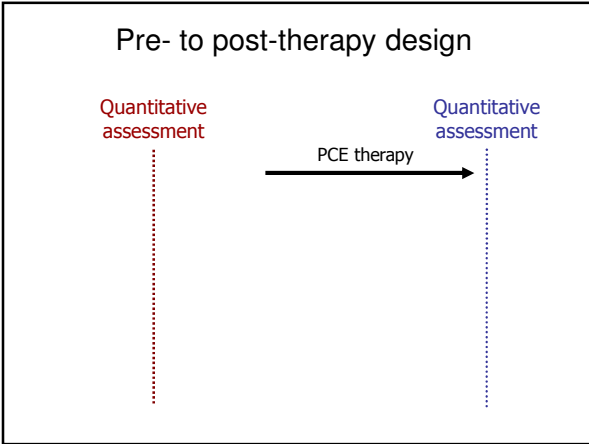 Pre- to post-therapy design
Quantitative
assessment
Quantitative
assessment
PCE therapy